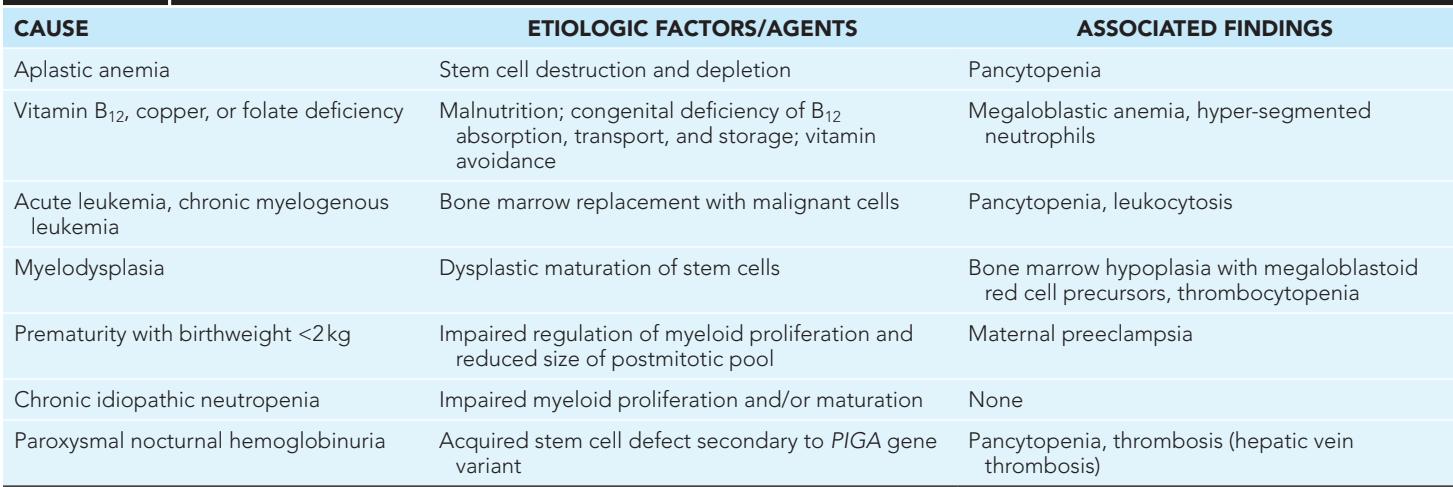 CAUSE ETIOLOGIC FACTORS/AGENTS ASSOCIATED FINDINGS
Aplastic anemia Stem cell destruction and depletion Pancytopenia
Vitamin B12, copper, or folate deficiency Malnutrition; congenital deficiency of B12 Megaloblastic anemia, hyper-segmented
absorption, transport, and storage; vitamin neutrophils
avoidance
Acute leukemia, chronic myelogenous Bone marrow replacement with malignant cells Pancytopenia, leukocytosis
leukemia
Myelodysplasia Dysplastic maturation of stem cells Bone marrow hypoplasia with megaloblastoid
red cell precursors, thrombocytopenia
Prematurity with birthweight <2 kg Impaired regulation of myeloid proliferation and Maternal preeclampsia
reduced size of postmitotic pool
Chronic idiopathic neutropenia Impaired myeloid proliferation and/or maturation None
Paroxysmal nocturnal hemoglobinuria Acquired stem cell defect secondary to PIGA gene Pancytopenia, thrombosis (hepatic vein
variant thrombosis)